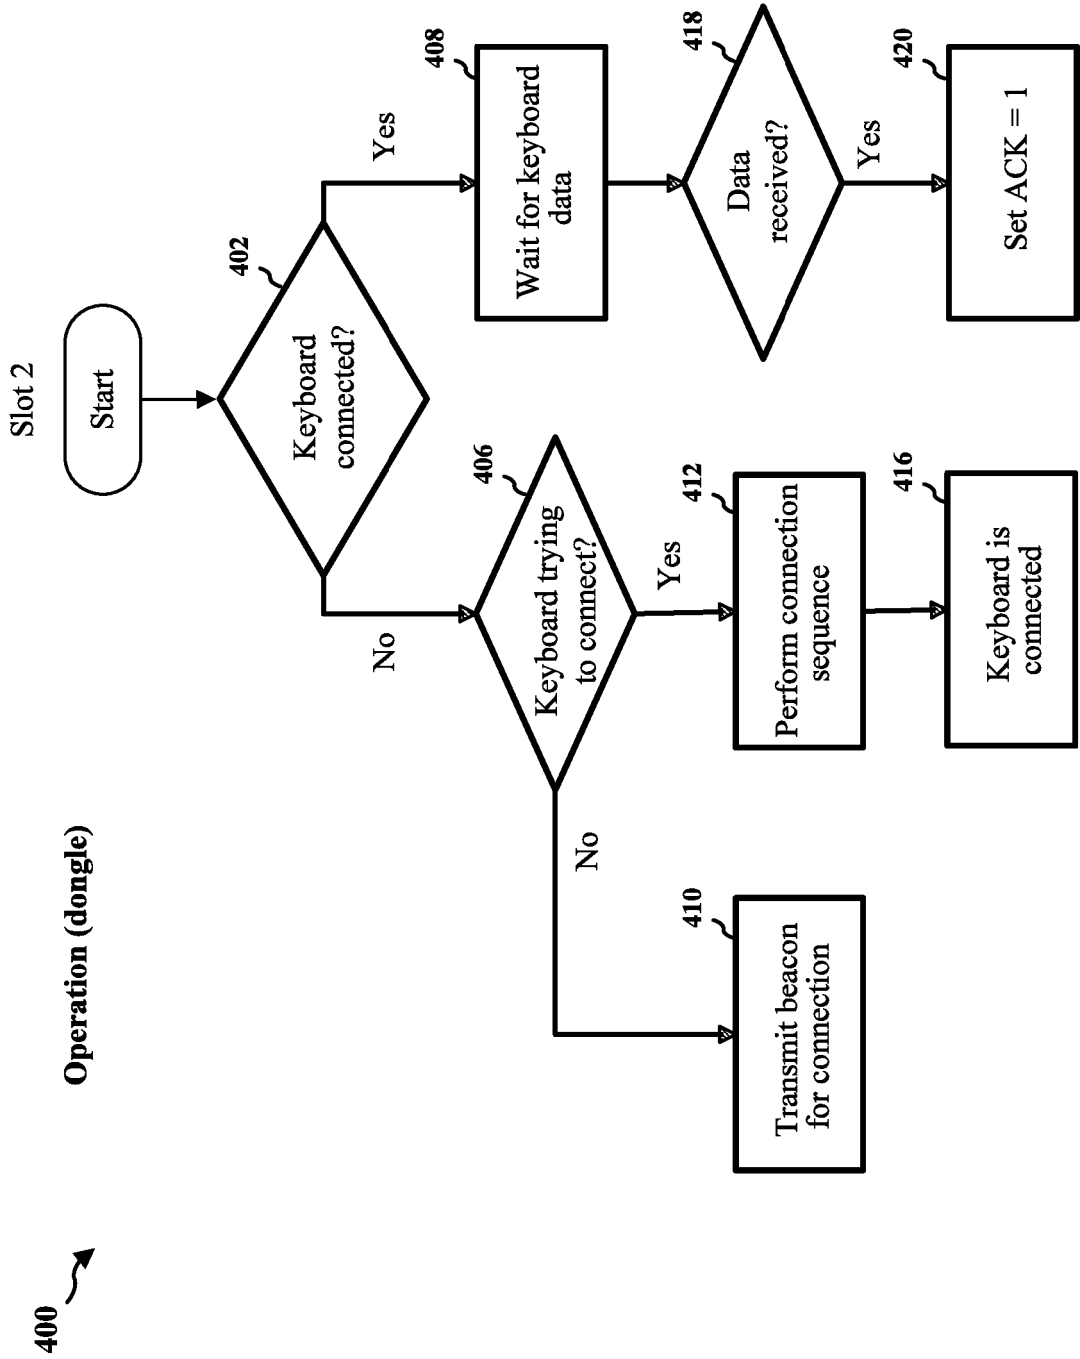 400
Operation (dongle)
Slot 2
Start
402
Keyboard
connected?
No
Yes
406
Keyboard trying
to connect?
408
Wait for keyboard
data
No
Yes
410
Transmit beacon
for connection
412
Perform connection
sequence
418
Data
received?
Yes
416
Keyboard is
connected
420
Set ACK = 1